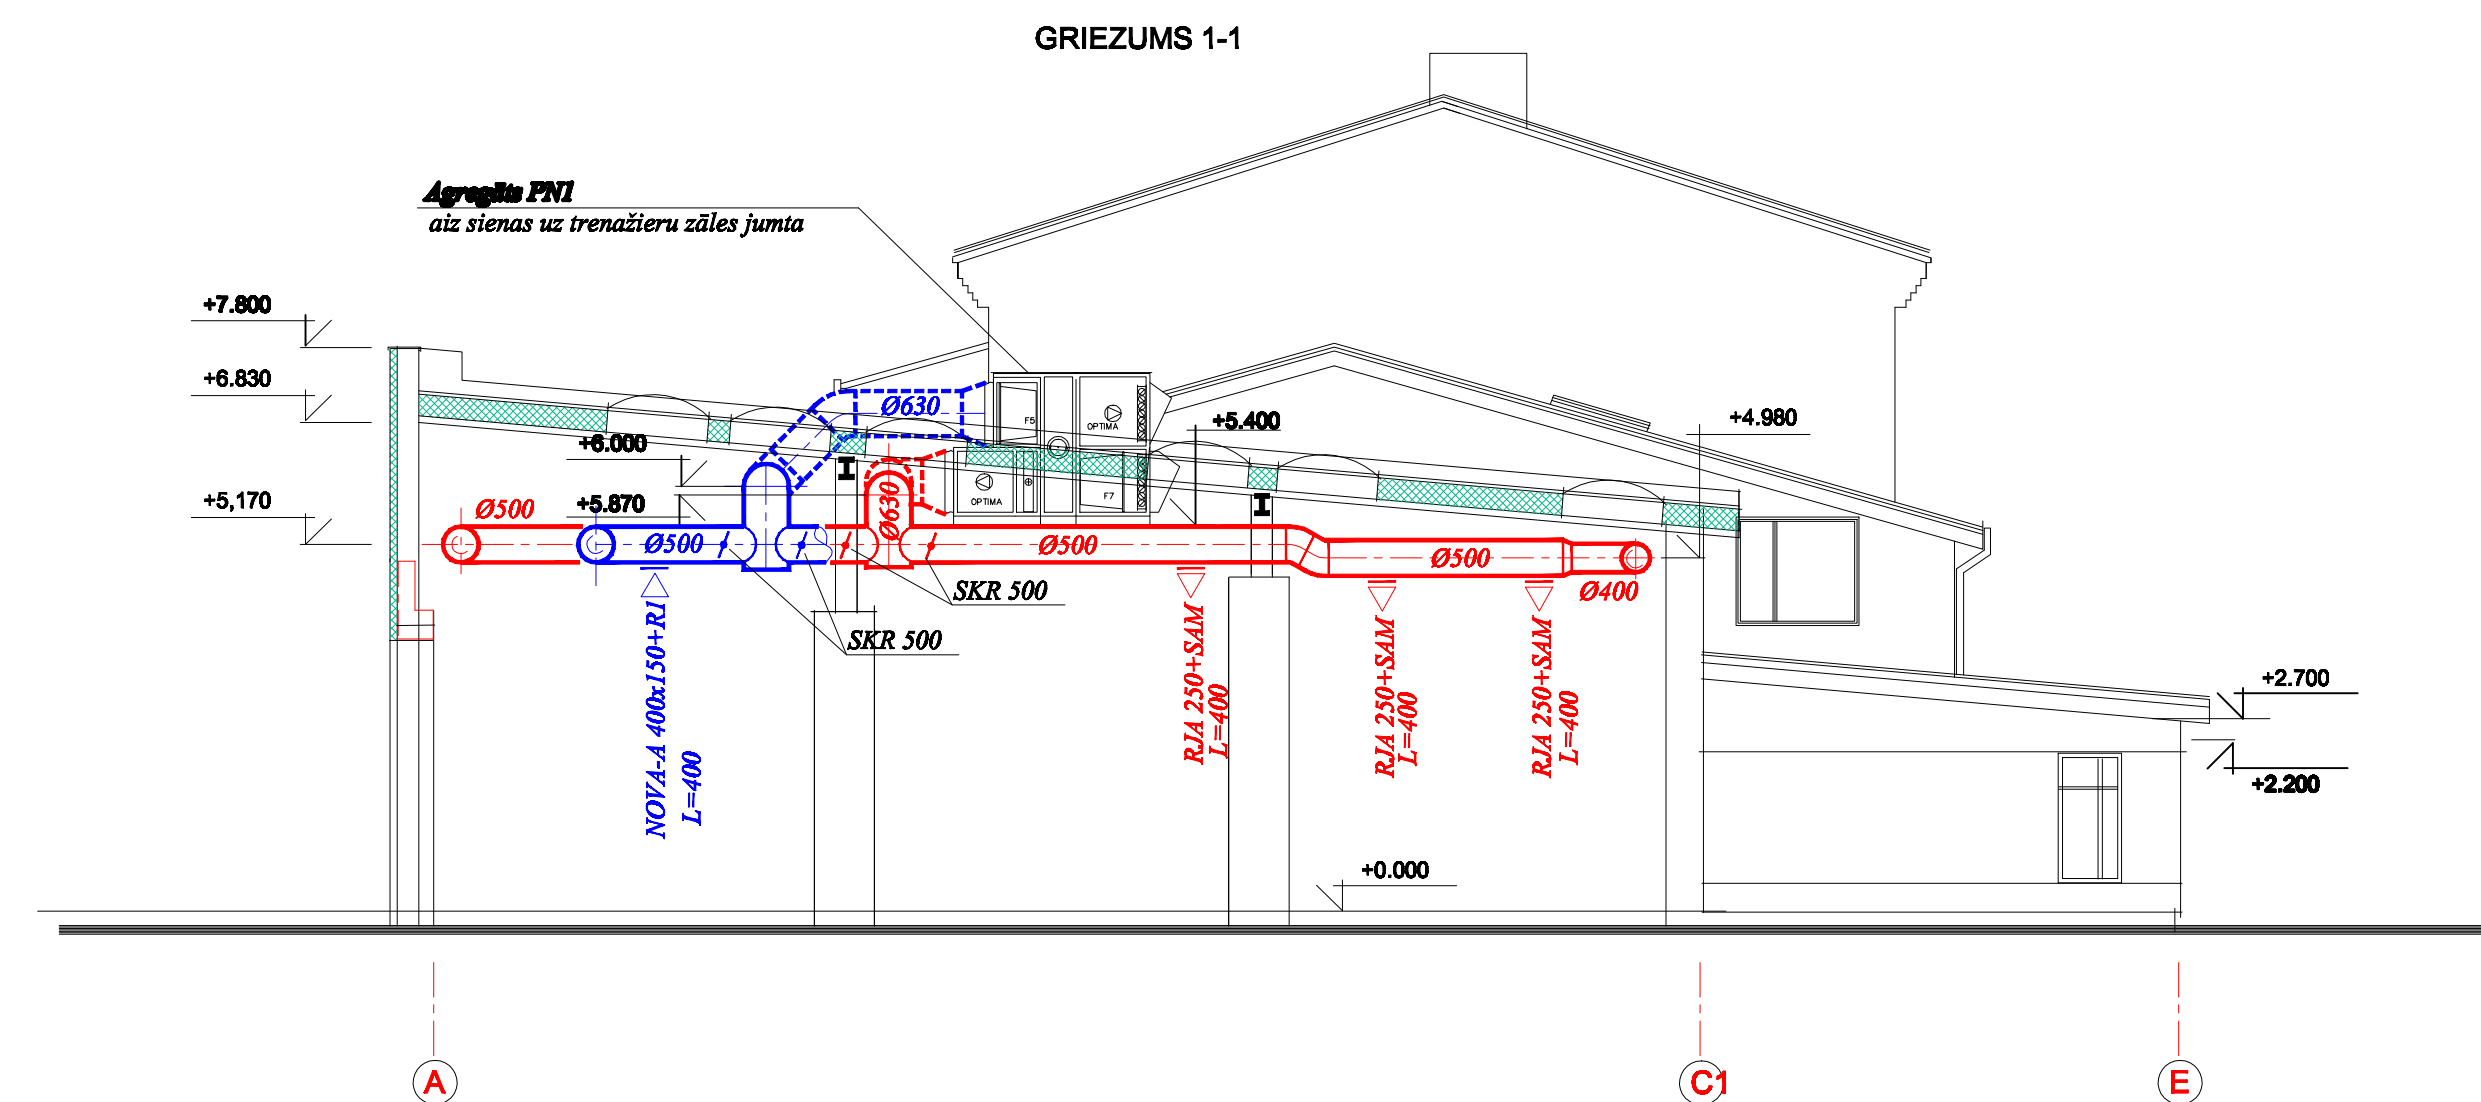 GRIEZUMS 1-1
Agregāts PN1
aiz sienas uz trenažieru zāles jumta
+7.800
+6.830
+6.000
+5,170
+5.870
+5.400
+4.980
Ø630
Ø630
F5
OPTIMA
OPTIMA
F7
Ø500
Ø500
Ø500
Ø500
Ø400
SKR 500
SKR 500
NOVA-A 400x150+R1
L=400
RJA 250+SAM
L=400
RJA 250+SAM
L=400
RJA 250+SAM
L=400
+2.700
+2.200
+0.000
A
C1
E